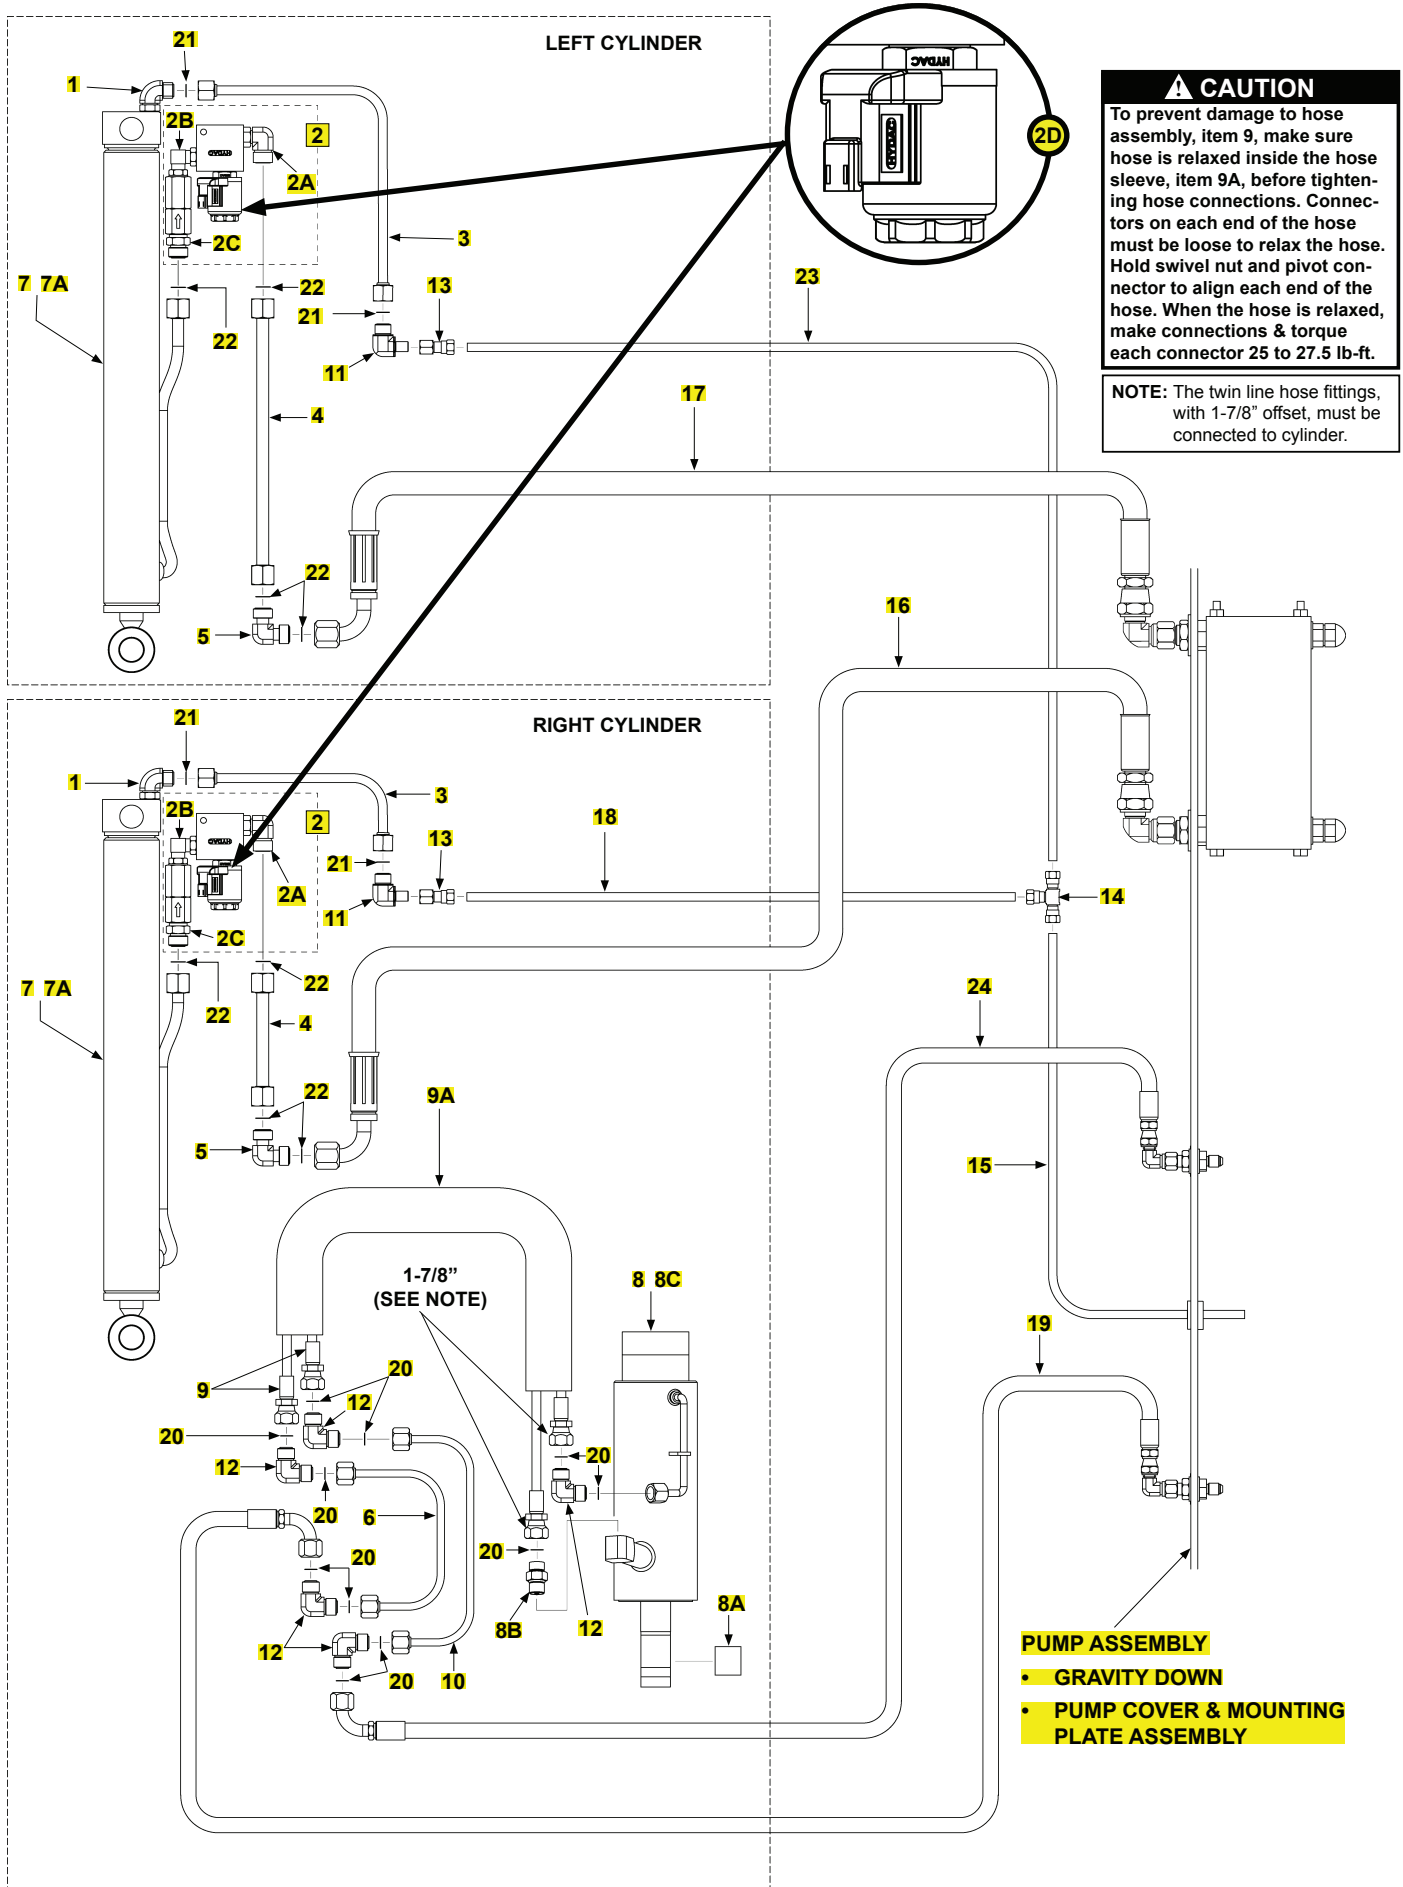 LEFT CYLINDER
21
1
2B
2
HYDAC
2A
2C
3
7 7A
22
22
21
13
11
4
23
17
22
5
16
HYDAC
HYDAC
2D
CAUTION
To prevent damage to hose
assembly, item 9, make sure
hose is relaxed inside the hose
sleeve, item 9A, before tighten-
ing hose connections. Connec-
tors on each end of the hose
must be loose to relax the hose.
Hold swivel nut and pivot con-
nector to align each end of the
hose. When the hose is relaxed,
make connections & torque
each connector 25 to 27.5 lb-ft.
NOTE: The twin line hose fittings,
with 1-7/8” offset, must be
connected to cylinder.
RIGHT CYLINDER
21
1
2B
2
HYDAC
2A
2C
3
21
13
11
18
14
7 7A
22
22
4
24
22
5
9A
15
1-7/8”
(SEE NOTE)
8 8C
19
9
20
12
20
12
20
20
6
20
20
12
8B
12
8A
20
10
PUMP ASSEMBLY
• GRAVITY DOWN
• PUMP COVER & MOUNTING
PLATE ASSEMBLY